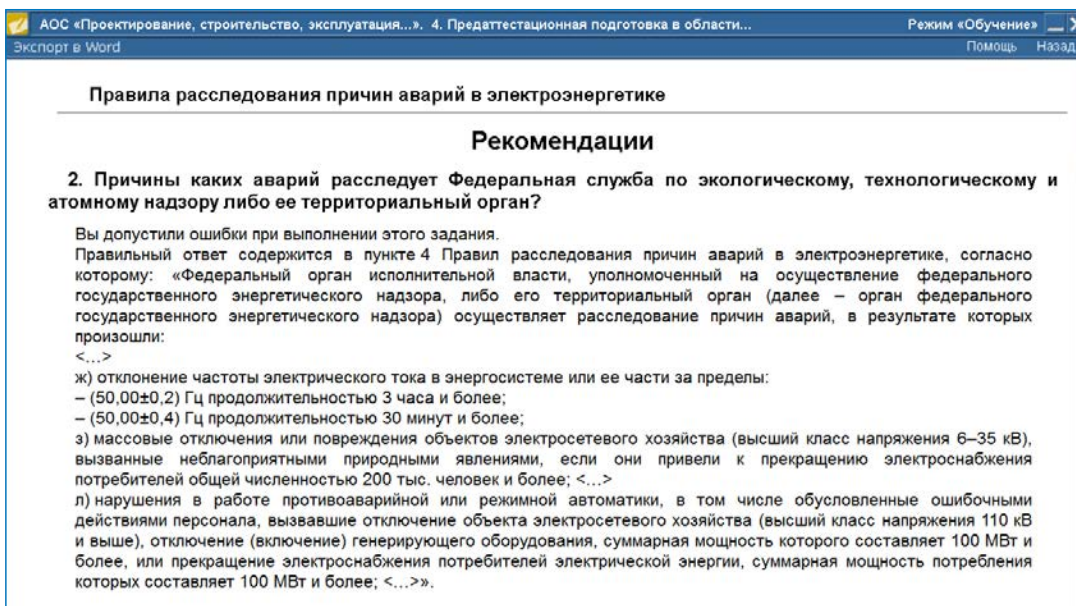 АОС «Проектирование, строительство, эксплуатация...». 4. Предаттестационная подготовка в области... Режим «Обучение»
Экспорт в Word Помощь Назад
Правила расследования причин аварий в электроэнергетике
Рекомендации
2. Причины каких аварий расследует Федеральная служба по экологическому, технологическому и
атомному надзору либо ее территориальный орган?
Вы допустили ошибки при выполнении этого задания.
Правильный ответ содержится в пункте 4 Правил расследования причин аварий в электроэнергетике, согласно
которому: «Федеральный орган исполнительной власти, уполномоченный на осуществление федерального
государственного энергетического надзора, либо его территориальный орган (далее – орган федерального
государственного энергетического надзора) осуществляет расследование причин аварий, в результате которых
произошли:
<...>
ж) отклонение частоты электрического тока в энергосистеме или ее части за пределы:
– (50,00±0,2) Гц продолжительностью 3 часа и более;
– (50,00±0,4) Гц продолжительностью 30 минут и более;
з) массовые отключения или повреждения объектов электросетевого хозяйства (высший класс напряжения 6–35 кВ),
вызванные неблагоприятными природными явлениями, если они привели к прекращению электроснабжения
потребителей общей численностью 200 тыс. человек и более; <...>
л) нарушения в работе противоаварийной или режимной автоматики, в том числе обусловленные ошибочными
действиями персонала, вызвавшие отключение объекта электросетевого хозяйства (высший класс напряжения 110 кВ
и выше), отключение (включение) генерирующего оборудования, суммарная мощность которого составляет 100 МВт и
более, или прекращение электроснабжения потребителей электрической энергии, суммарная мощность потребления
которых составляет 100 МВт и более; <...>».